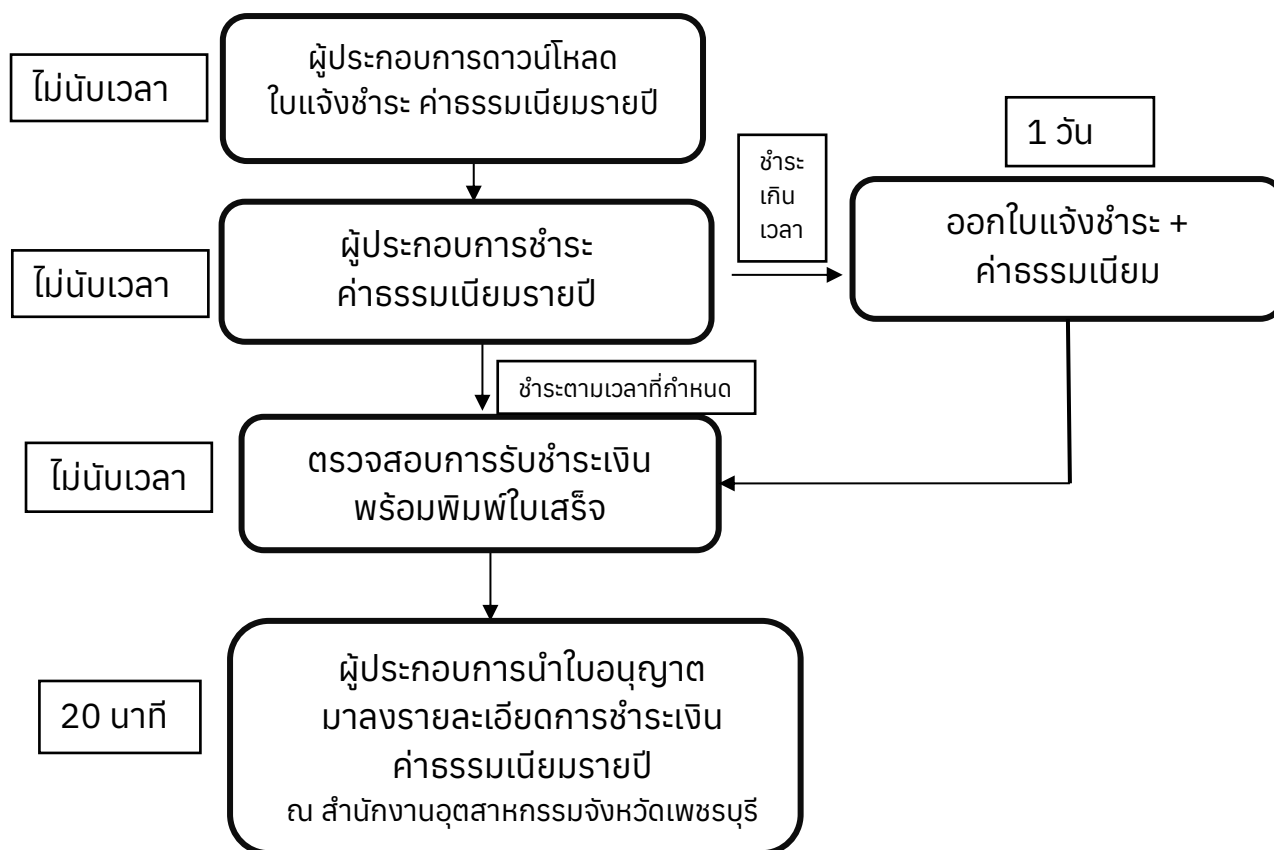 ไม่นับเวลา
ผู้ประกอบการดาวน์โหลด
ใบแจ้งชำระ ค่าธรรมเนียมรายปี
ไม่นับเวลา
ผู้ประกอบการชำระ
ค่าธรรมเนียมรายปี
ชำระ
เกิน
เวลา
1 วัน
ออกใบแจ้งชำระ +
ค่าธรรมเนียม
ชำระตามเวลาที่กำหนด
ไม่นับเวลา
ตรวจสอบการรับชำระเงิน
พร้อมพิมพ์ใบเสร็จ
20 นาที
ผู้ประกอบการนำใบอนุญาต
มาลงรายละเอียดการชำระเงิน
ค่าธรรมเนียมรายปี
ณ สำนักงานอุตสาหกรรมจังหวัดเพชรบุรี